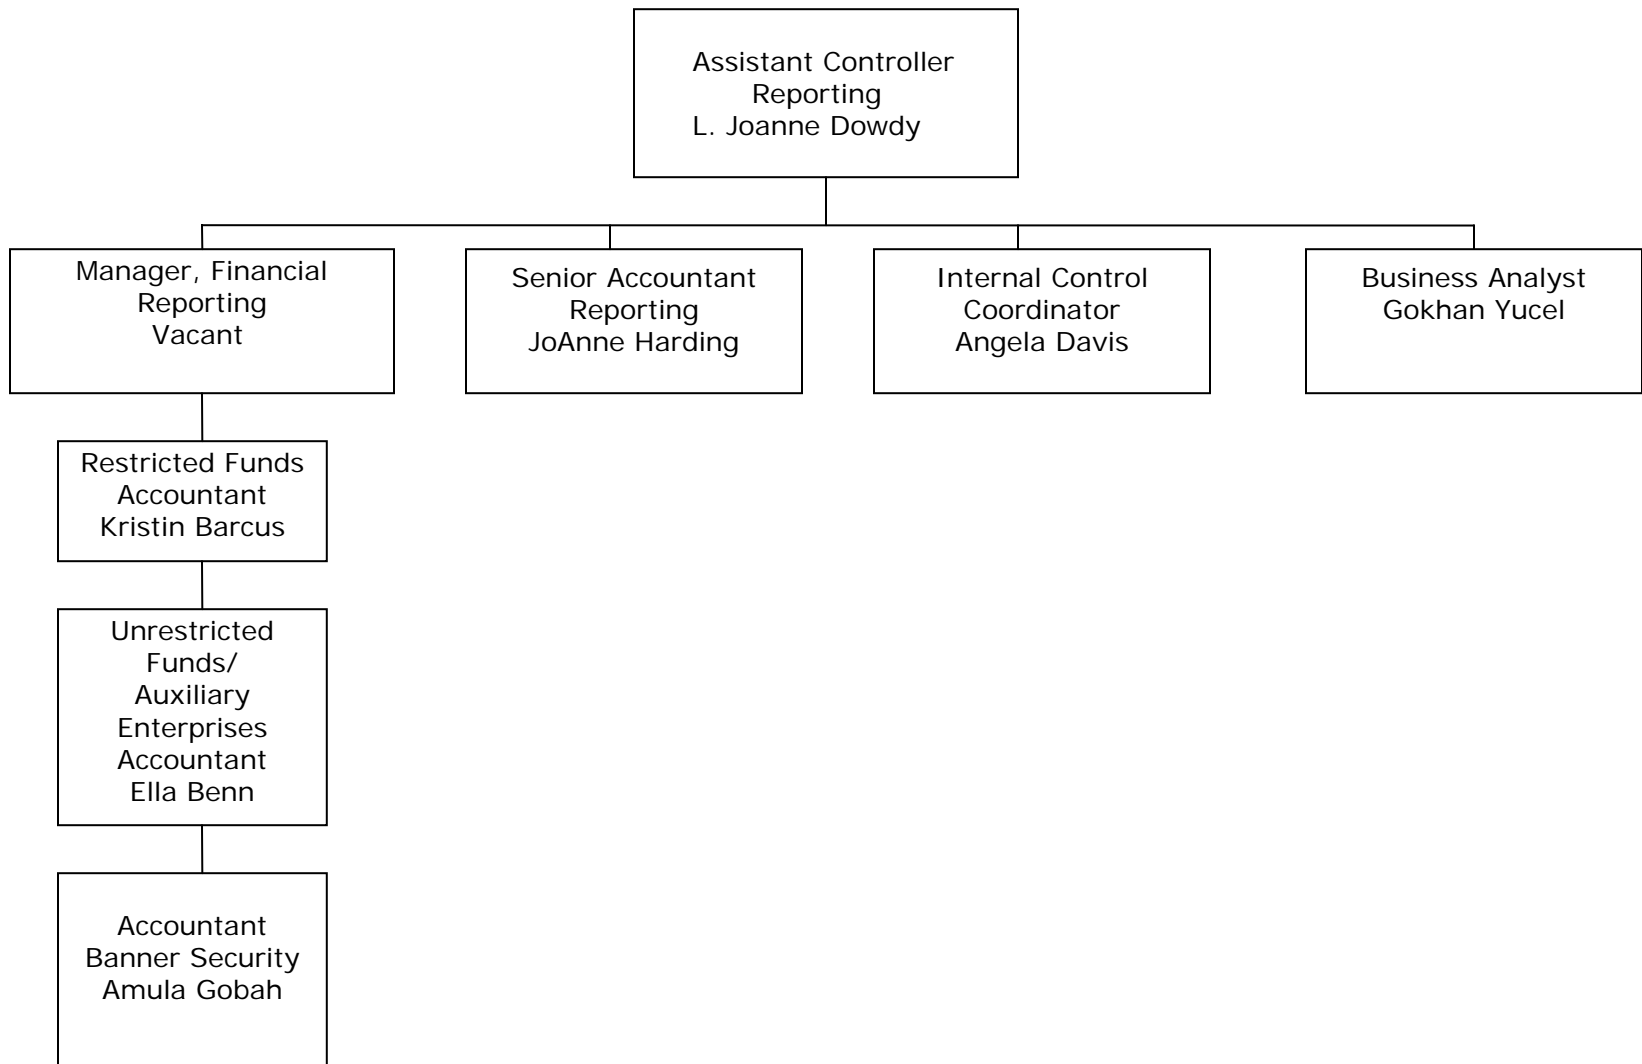 Assistant Controller
Reporting
L. Joanne Dowdy
Manager, Financial
Reporting
Vacant
Senior Accountant
Reporting
JoAnne Harding
Internal Control
Coordinator
Angela Davis
Business Analyst
Gokhan Yucel
Restricted Funds
Accountant
Kristin Barcus
Unrestricted
Funds/
Auxiliary
Enterprises
Accountant
Ella Benn
Accountant
Banner Security
Amula Gobah